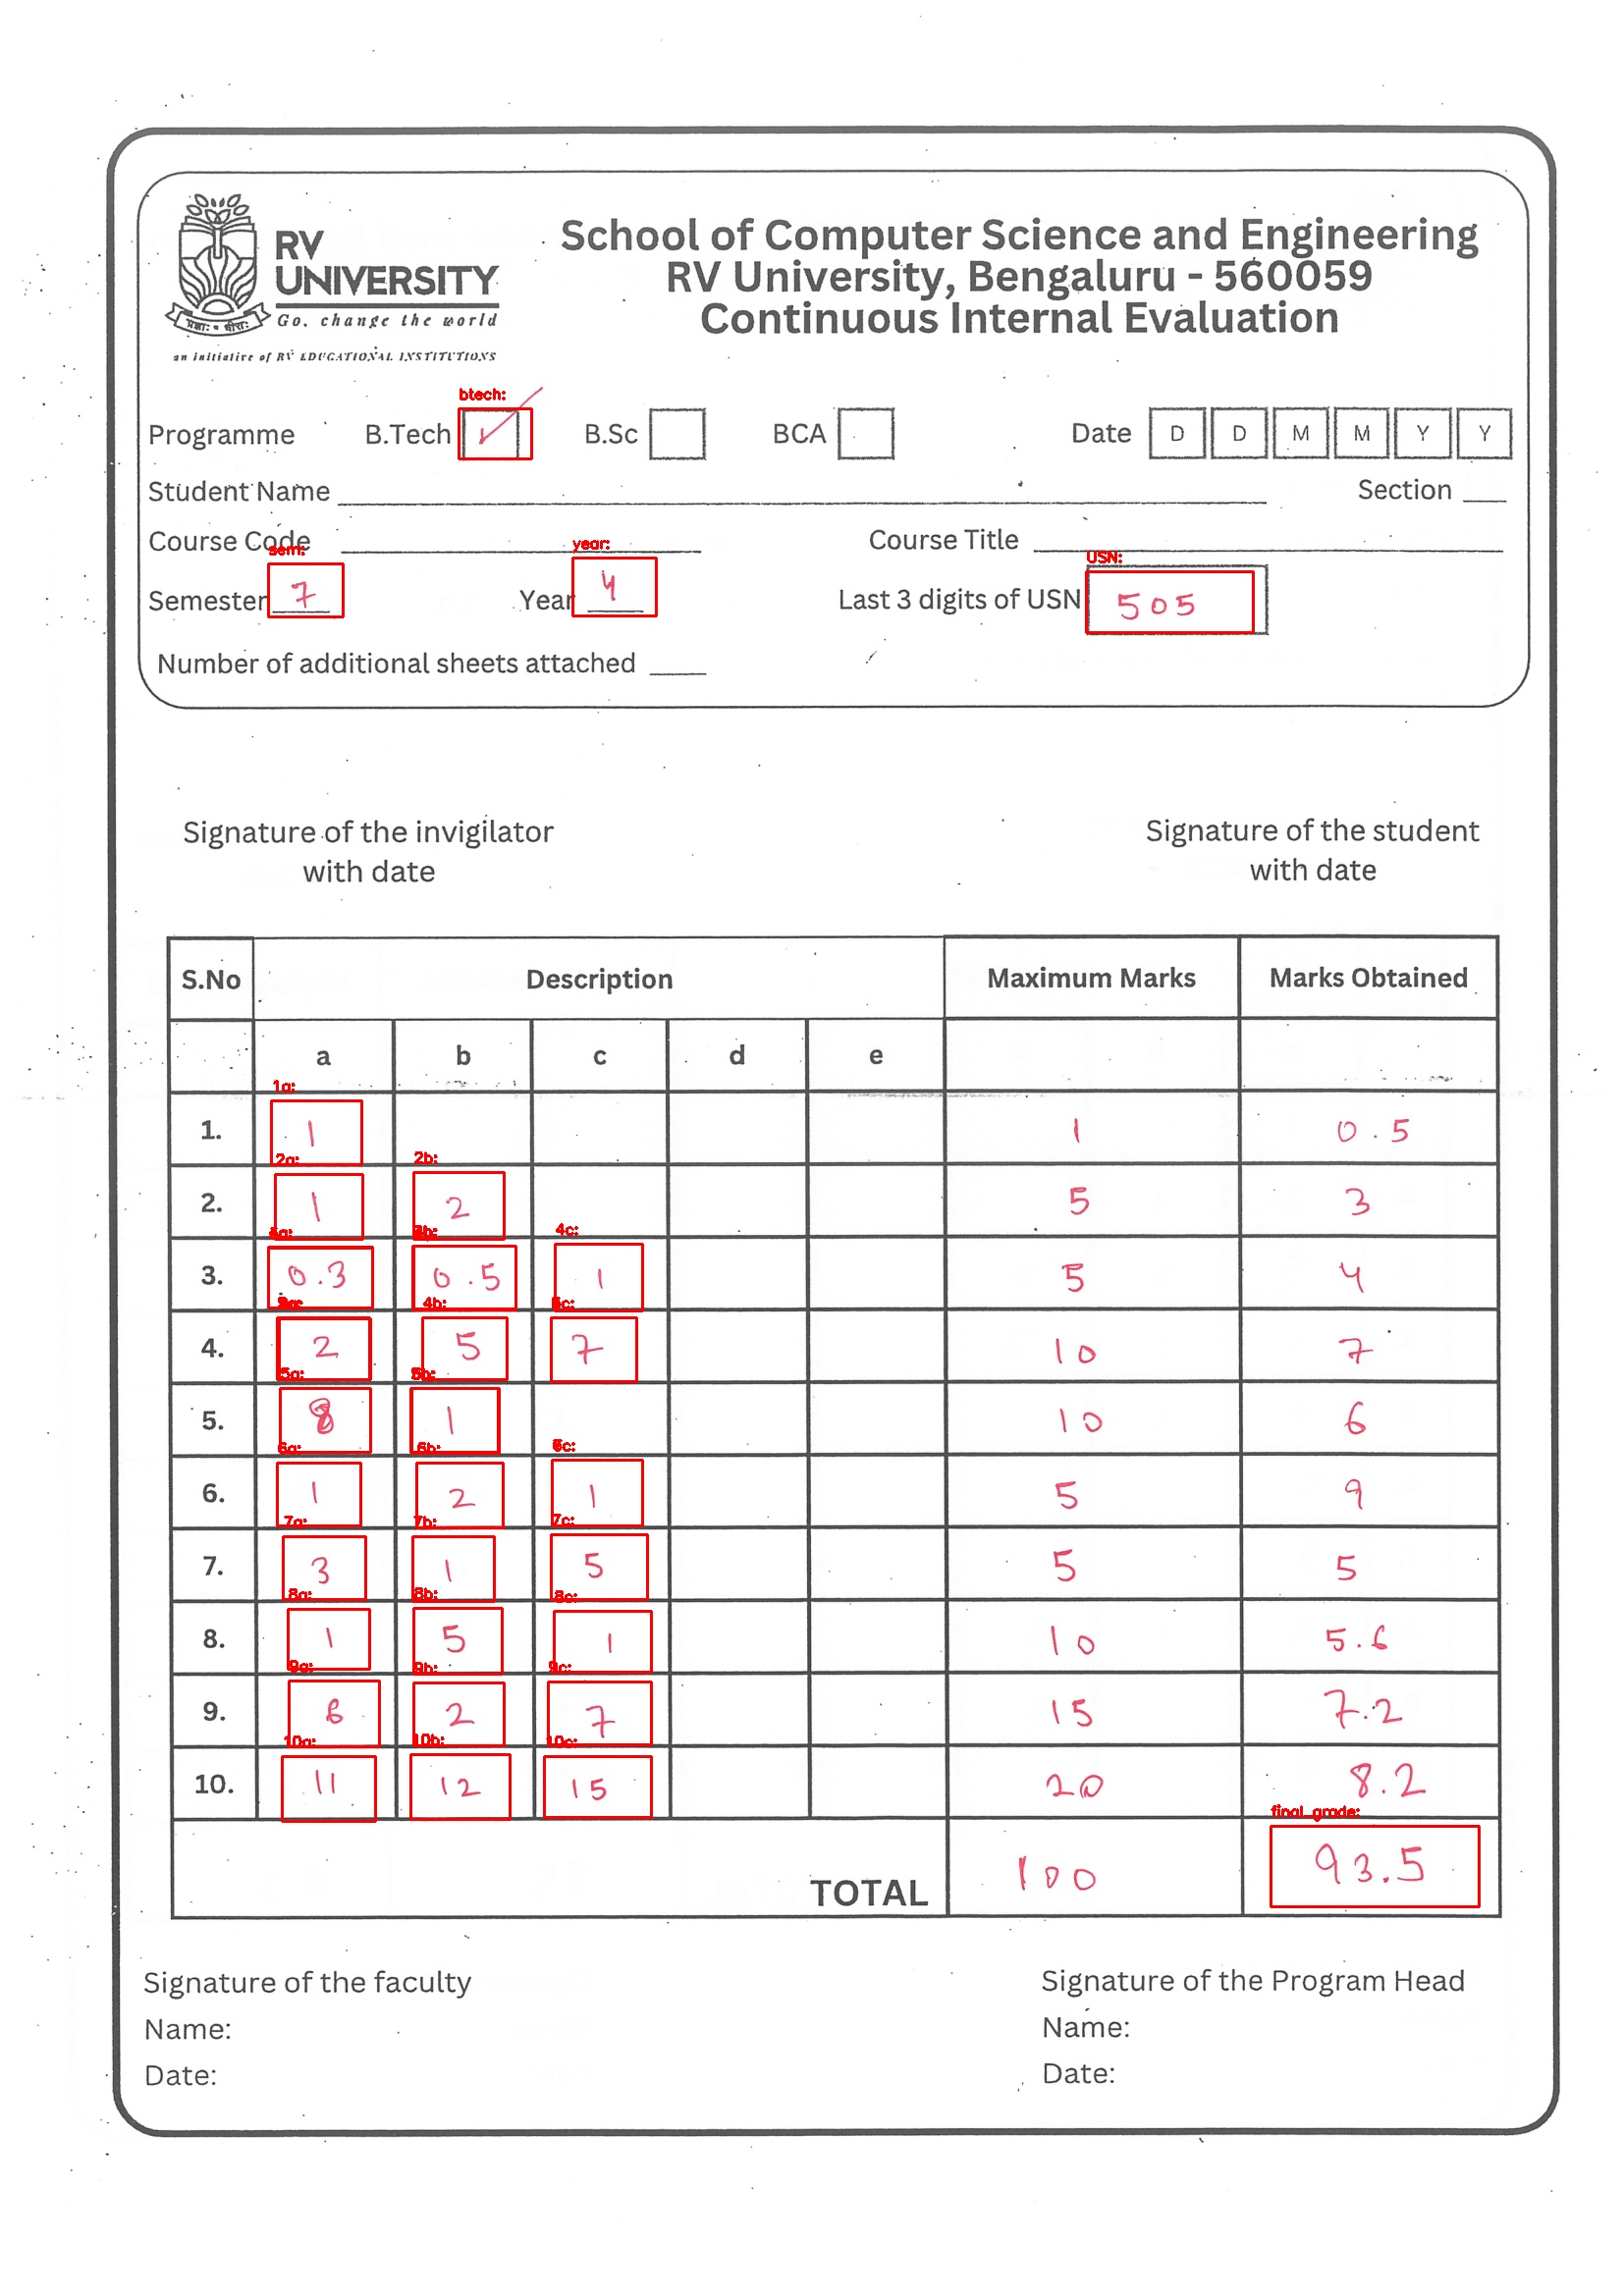 RV
UNIVERSITY
Go, change the world
an initiative of RV EDUCATIONAL INSTITUTIONS
School of Computer Science and Engineering
RV University, Bengaluru - 560059
Continuous Internal Evaluation
btech:
Programme B.Tech ✓ B.Sc BCA Date D D M M Y Y
Student Name Section
Course Code Course Title
sem: year: USN:
Semester 7 Year 4 Last 3 digits of USN 505
Number of additional sheets attached
Signature of the invigilator with date
Signature of the student with date
S.No Description Maximum Marks Marks Obtained
a b c d e
1a:
1. 1 1 0.5
2a: 2b:
2. 1 2 5 3
4c:
3. 0.3 0.5 1 5 4
4b:
4. 2 5 7 10 7
5a:
5. 8 1 10 6
6a: 6b:
6. 1 2 1 5 9
7a: 7b: 7c:
7. 3 1 5 5 5
8a: 8b: 8c:
8. 1 5 1 10 5.6
9a: 9b: 9c:
9. 2 7 15 7.2
10a: 10b: 10c:
10. 11 12 15 20 8.2
final_grade:
TOTAL 100 93.5
Signature of the faculty
Name:
Date:
Signature of the Program Head
Name:
Date: